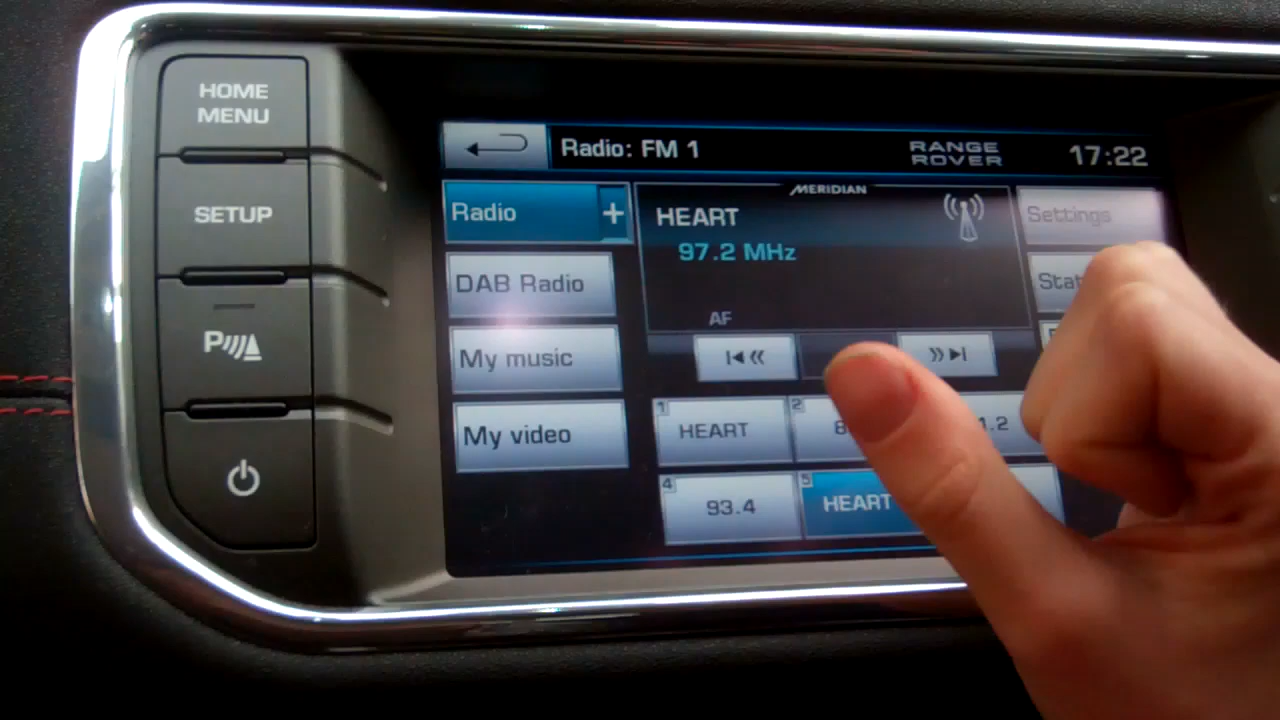 HOME
MENU
SETUP
P
Radio: FM 1
RANGE
ROVER
17:22
Radio +
DAB Radio
My music
My video
MERIDIAN
HEART
97.2 MHz
AF
Settings
1 HEART
2
4 93.4
5 HEART